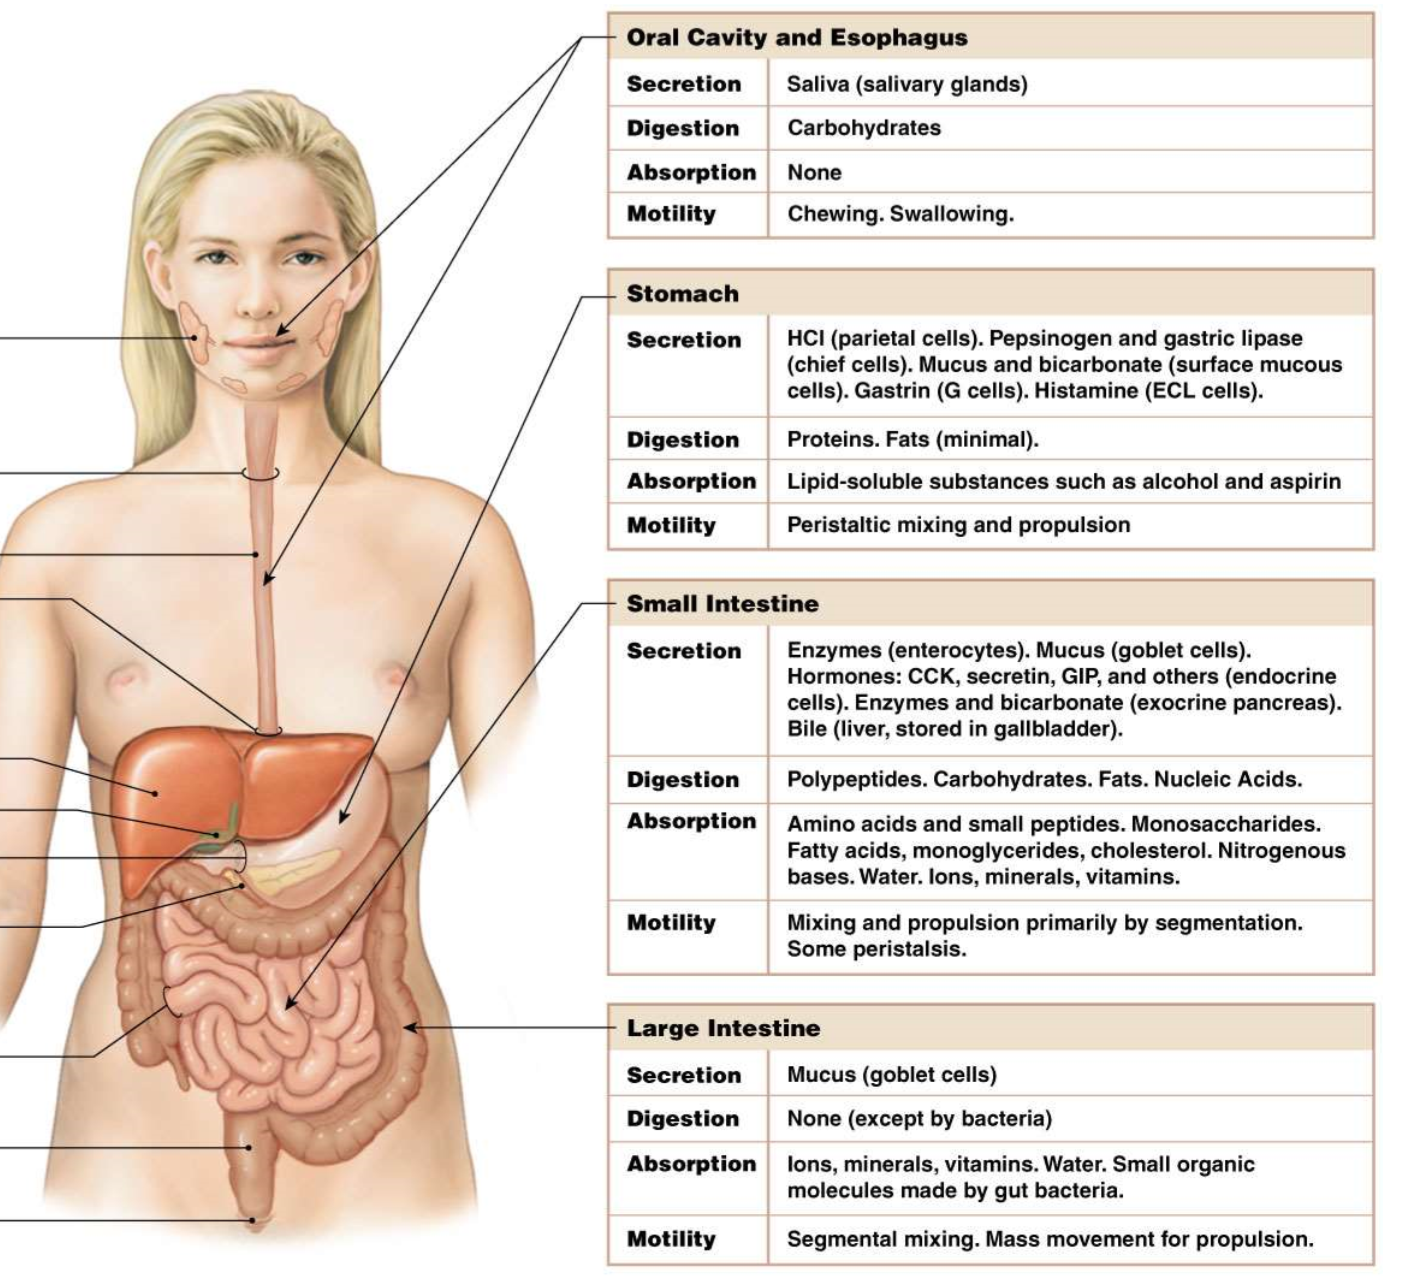 Oral Cavity and Esophagus
Secretion Saliva (salivary glands)
Digestion Carbohydrates
Absorption None
Motility Chewing. Swallowing.
Stomach
Secretion HCl (parietal cells). Pepsinogen and gastric lipase
(chief cells). Mucus and bicarbonate (surface mucous
cells). Gastrin (G cells). Histamine (ECL cells).
Digestion Proteins. Fats (minimal).
Absorption Lipid-soluble substances such as alcohol and aspirin
Motility Peristaltic mixing and propulsion
Small Intestine
Secretion Enzymes (enterocytes). Mucus (goblet cells).
Hormones: CCK, secretin, GIP, and others (endocrine
cells). Enzymes and bicarbonate (exocrine pancreas).
Bile (liver, stored in gallbladder).
Digestion Polypeptides. Carbohydrates. Fats. Nucleic Acids.
Absorption Amino acids and small peptides. Monosaccharides.
Fatty acids, monoglycerides, cholesterol. Nitrogenous
bases. Water. Ions, minerals, vitamins.
Motility Mixing and propulsion primarily by segmentation.
Some peristalsis.
Large Intestine
Secretion Mucus (goblet cells)
Digestion None (except by bacteria)
Absorption Ions, minerals, vitamins. Water. Small organic
molecules made by gut bacteria.
Motility Segmental mixing. Mass movement for propulsion.